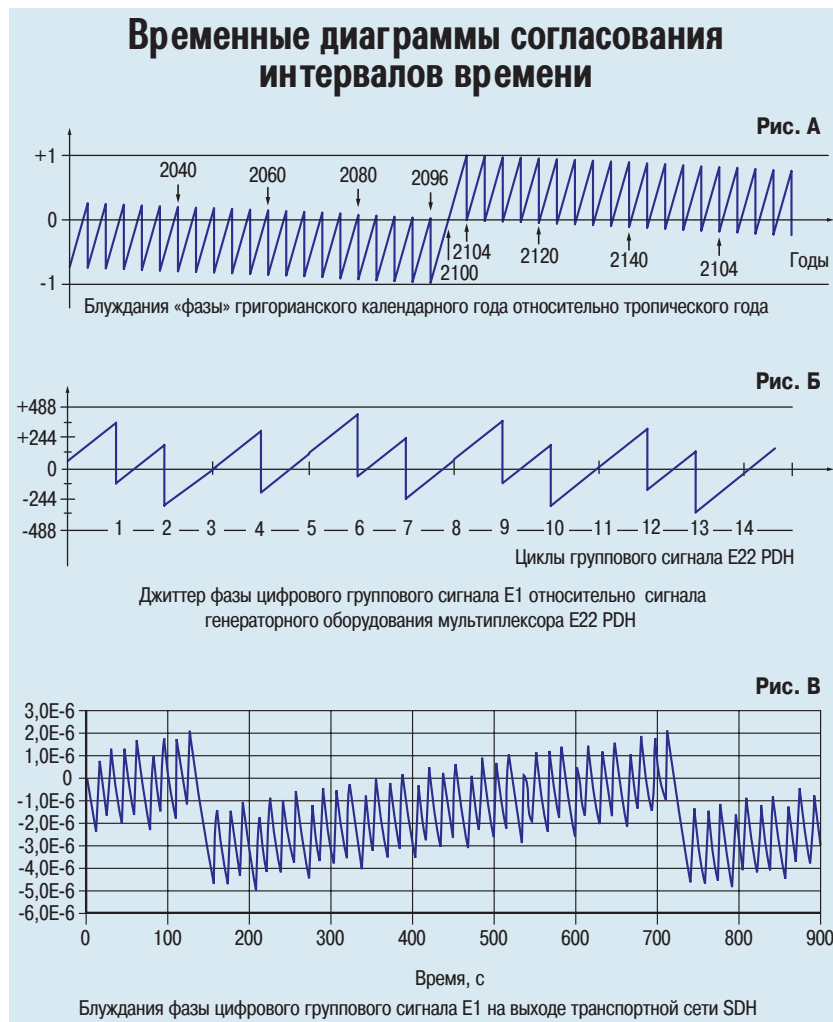 Временные диаграммы согласования
интервалов времени
Рис. А
+1
2040
2060
2080
2096
0
2104
2100
2120
2140
2104
Годы
-1
Блуждания «фазы» григорианского календарного года относительно тропического года
Рис. Б
+488
+244
0
-244
-488
1 2 3 4 5 6 7 8 9 10 11 12 13 14
Циклы группового сигнала E22 PDH
Джиттер фазы цифрового группового сигнала E1 относительно сигнала
генераторного оборудования мультиплексора E22 PDH
Рис. В
3,0E-6
2,0E-6
1,0E-6
0
-1,0E-6
-2,0E-6
-3,0E-6
-4,0E-6
-5,0E-6
-6,0E-6
0 200 300 400 500 600 700 800 900
Время, с
Блуждания фазы цифрового группового сигнала E1 на выходе транспортной сети SDH